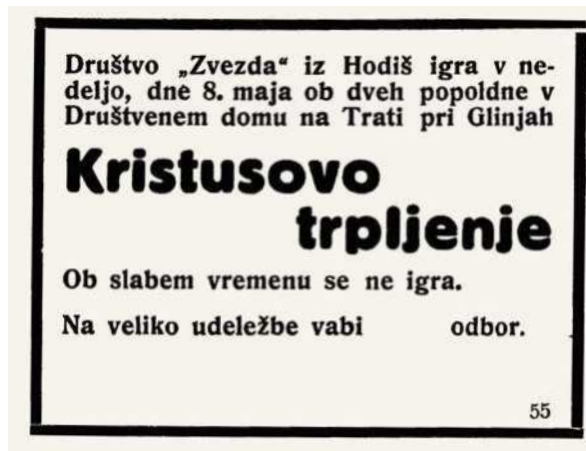 Društvo „Zvezda“ iz Hodiš igra v ne-
deljo, dne 8. maja ob dveh popoldne v
Društvenem domu na Trati pri Glinjah
Kristusovo
trpljenje
Ob slabem vremenu se ne igra.
Na veliko udeležbe vabi odbor.
55